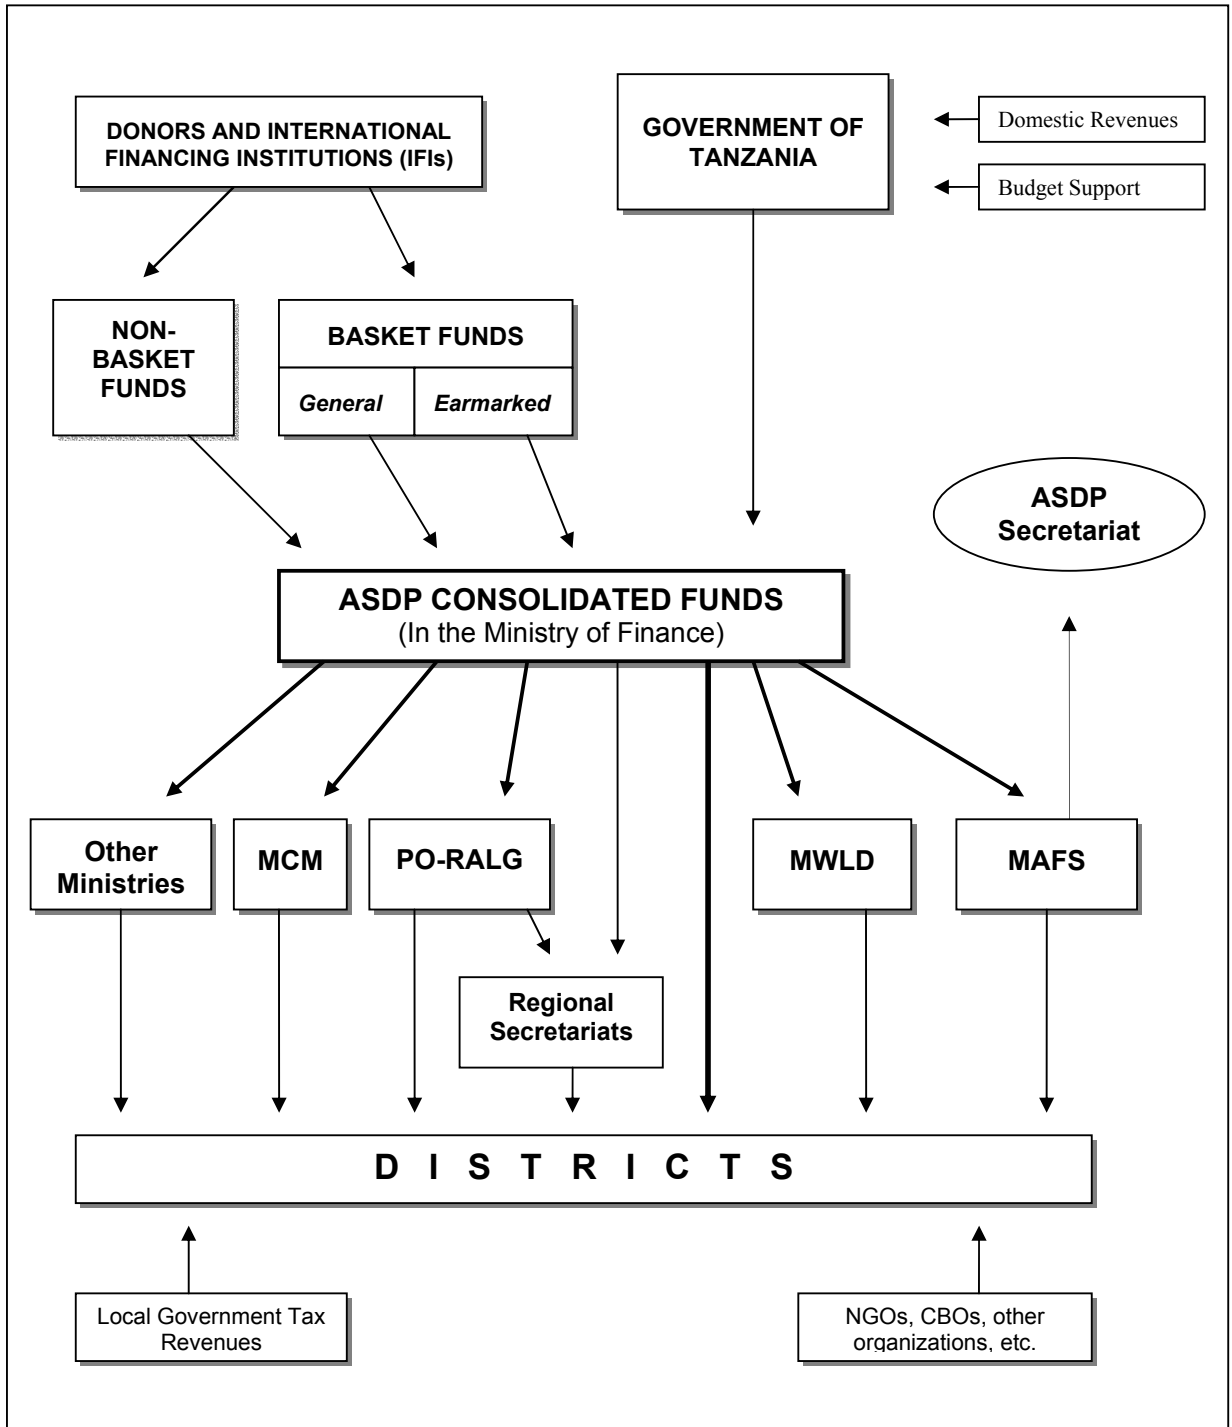 DONORS AND INTERNATIONAL
FINANCING INSTITUTIONS (IFIs)
GOVERNMENT OF
TANZANIA
Domestic Revenues
Budget Support
NON-
BASKET
FUNDS
BASKET FUNDS
General
Earmarked
ASDP
Secretariat
ASDP CONSOLIDATED FUNDS
(In the Ministry of Finance)
Other
Ministries
MCM
PO-RALG
MWLD
MAFS
Regional
Secretariats
D I S T R I C T S
Local Government Tax
Revenues
NGOs, CBOs, other
organizations, etc.